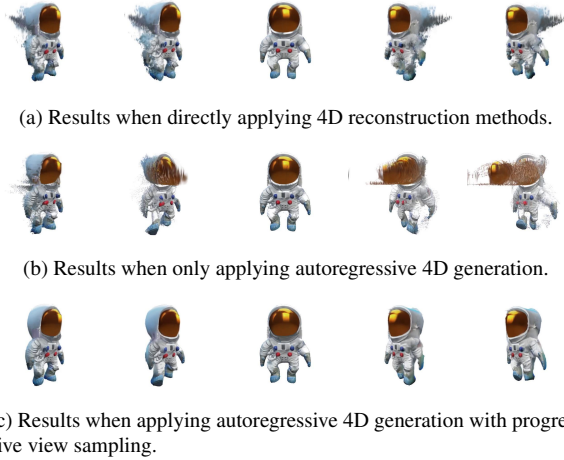 (a) Results when directly applying 4D reconstruction methods.
(b) Results when only applying autoregressive 4D generation.
c) Results when applying autoregressive 4D generation with progre
ive view sampling.